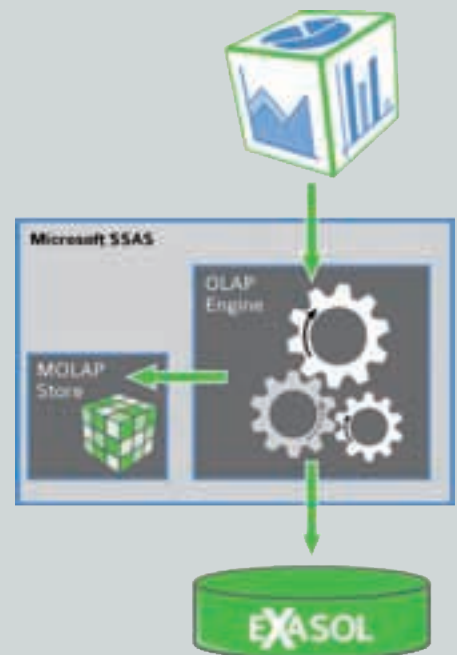 Microsoft SSAS
OLAP
Engine
MOLAP
Store
EXASOL